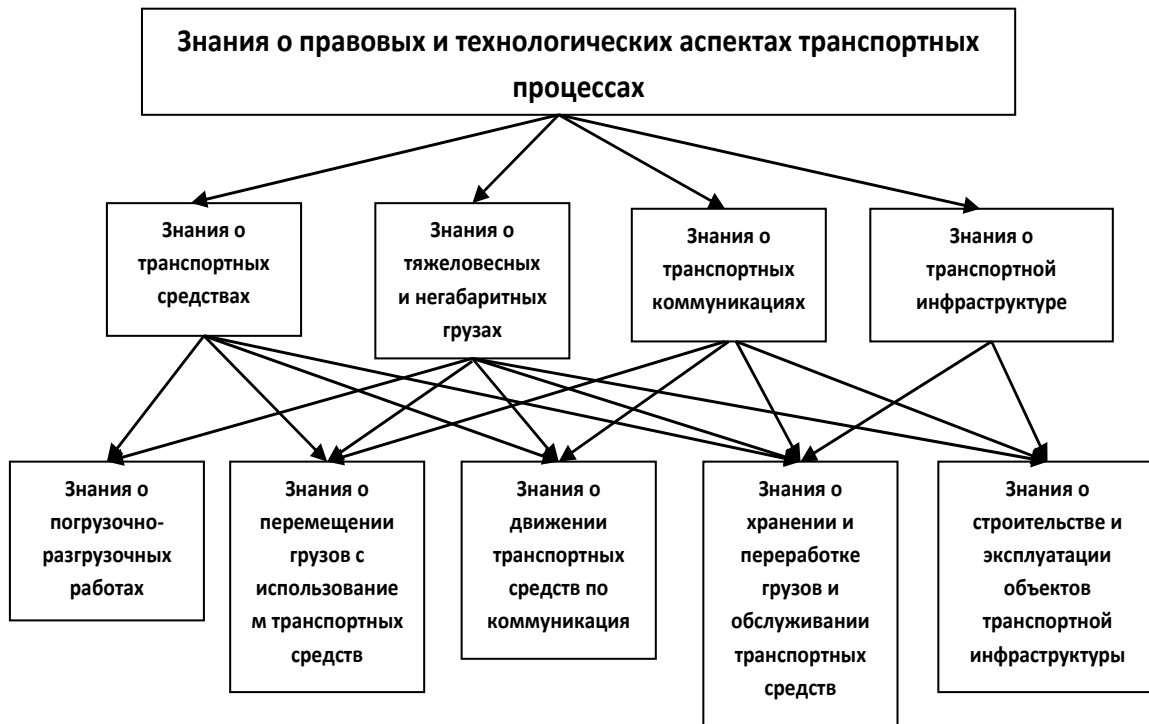 Знания о правовых и технологических аспектах транспортных
процессах
Знания о
транспортных
средствах
Знания о
тяжеловесных
и негабаритных
грузах
Знания о
транспортных
коммуникациях
Знания о
транспортной
инфраструктуре
Знания о
погрузочно-
разгрузочных
работах
Знания о
перемещении
грузов с
использование
м транспортных
средств
Знания о
движении
транспортных
средств по
коммуникация
Знания о
хранении и
переработке
грузов и
обслуживании
транспортных
средств
Знания о
строительстве и
эксплуатации
объектов
транспортной
инфраструктуры